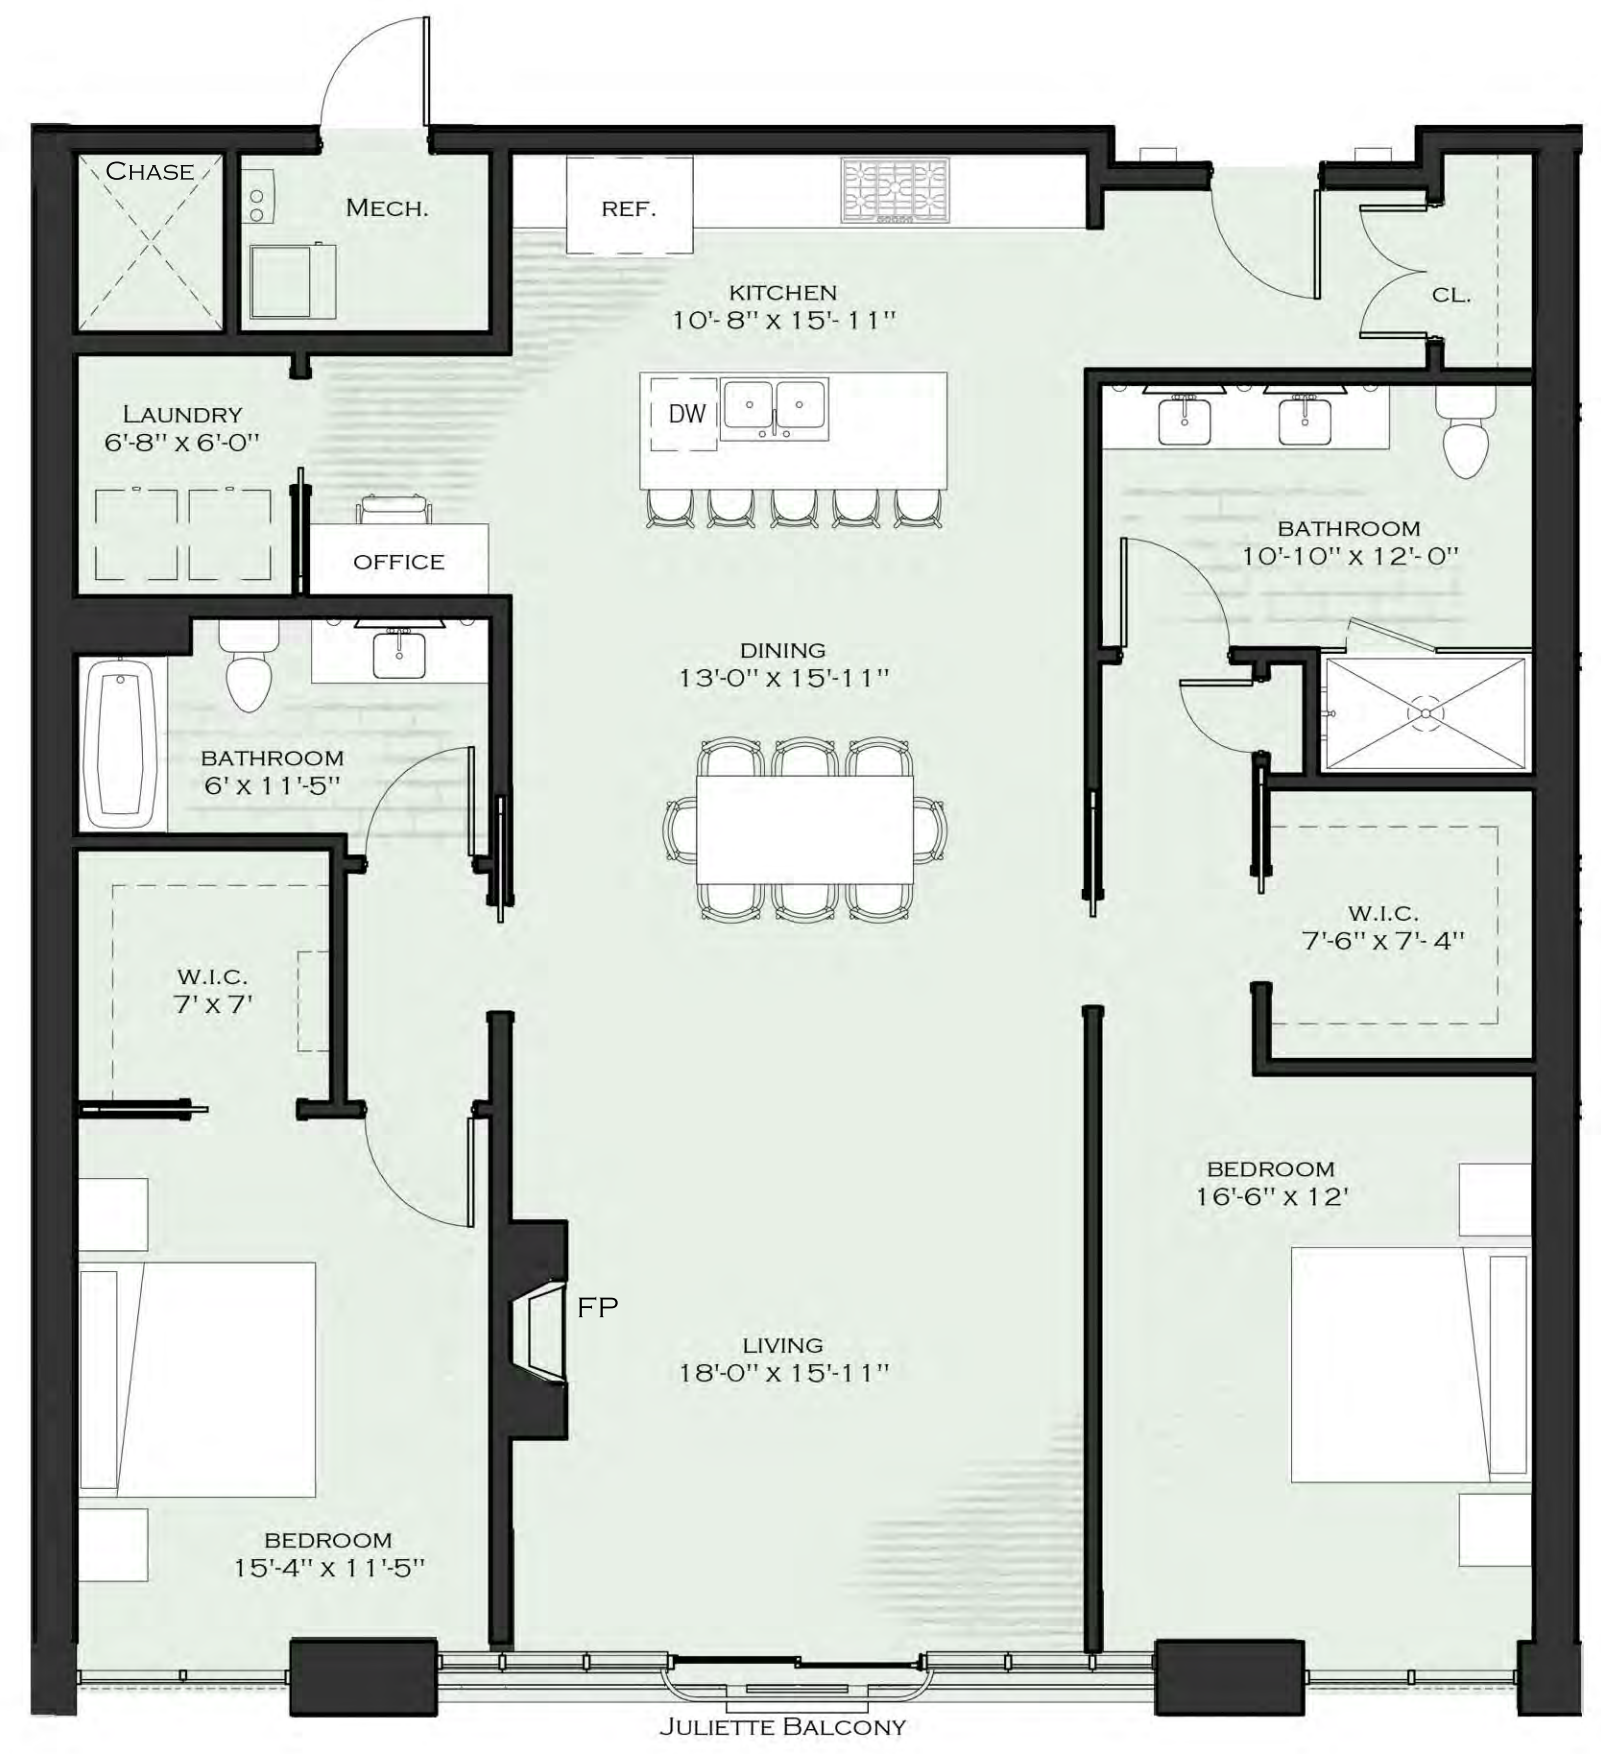 CHASE
MECH.
REF.
KITCHEN
10'-8" X 15'-11"
CL.
LAUNDRY
6'-8" X 6'-0"
DW
OFFICE
BATHROOM
10'-10" X 12'-0"
DINING
13'-0" X 15'-11"
BATHROOM
6' X 11'-5"
W.I.C.
7'-6" X 7'-4"
W.I.C.
7' X 7'
BEDROOM
16'-6" X 12'
FP
LIVING
18'-0" X 15'-11"
BEDROOM
15'-4" X 11'-5"
JULIETTE BALCONY